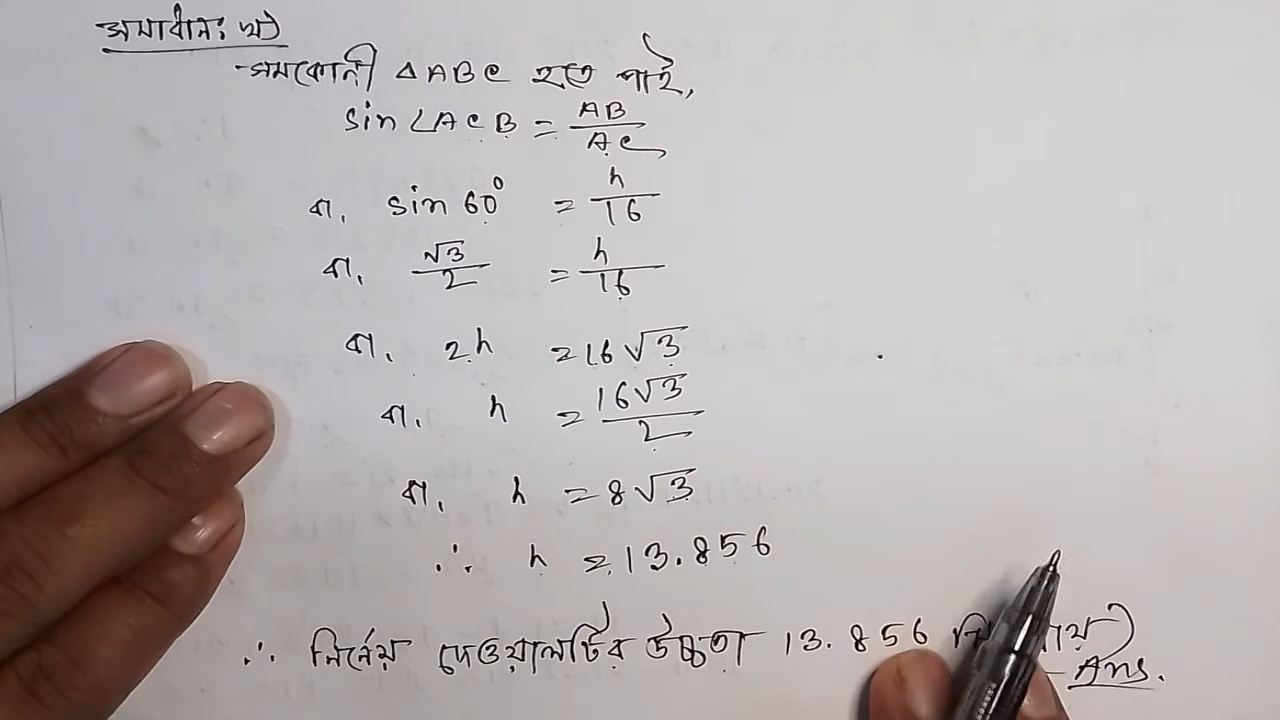 সমাধান: খ)
সমকোনী ΔABC হতে পাই,
sin∠ACB = AB/AC
বা, sin 60° = h/16
বা, √3/2 = h/16
বা, 2h = 16√3
বা, h = 16√3/2
বা, h = 8√3
∴ h = 13.856
∴ নির্নেয় দেওয়ালটির উচ্চতা 13.856
Ans.